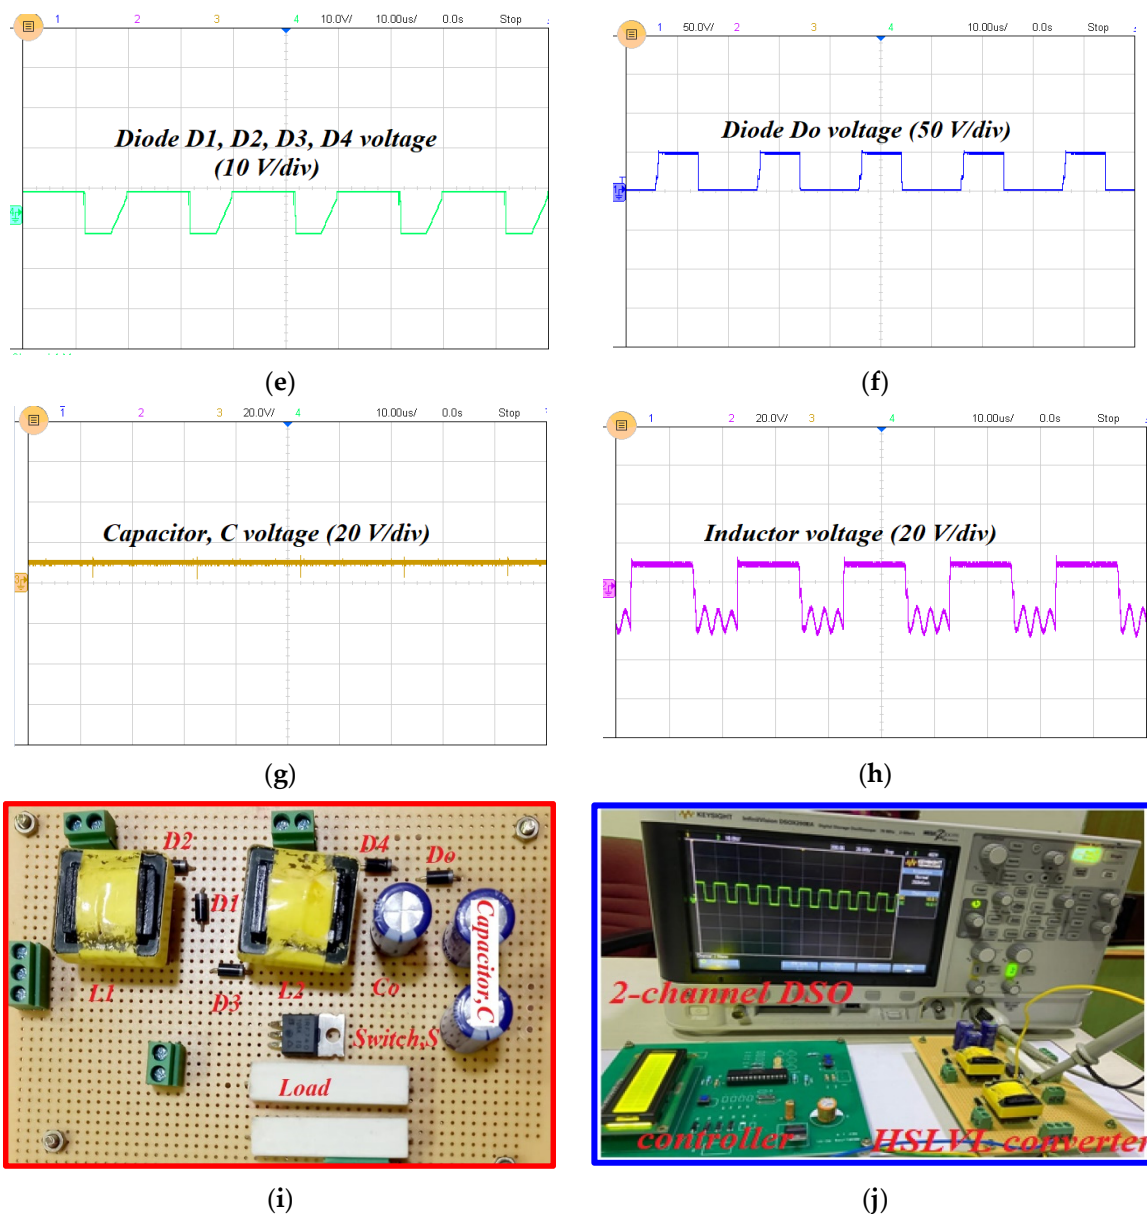 1 2 3 4 10.0V/ 10.00us/ 0.0s Stop
Diode D1, D2, D3, D4 voltage
(10 V/div)
(e)
1 50.0V/ 2 3 4 10.00us/ 0.0s Stop
Diode Do voltage (50 V/div)
(f)
1 2 3 20.0V/ 4 10.00us/ 0.0s Stop
Capacitor, C voltage (20 V/div)
(g)
1 2 20.0V/ 3 4 10.00us/ 0.0s Stop
Inductor voltage (20 V/div)
(h)
D2
D4
Do
D1
Capacitor, C
L1
D3
L2
Co
Switch,S
Load
(i)
KEYSIGHT
2-channel DSO
controller
HSLVL converter
(j)